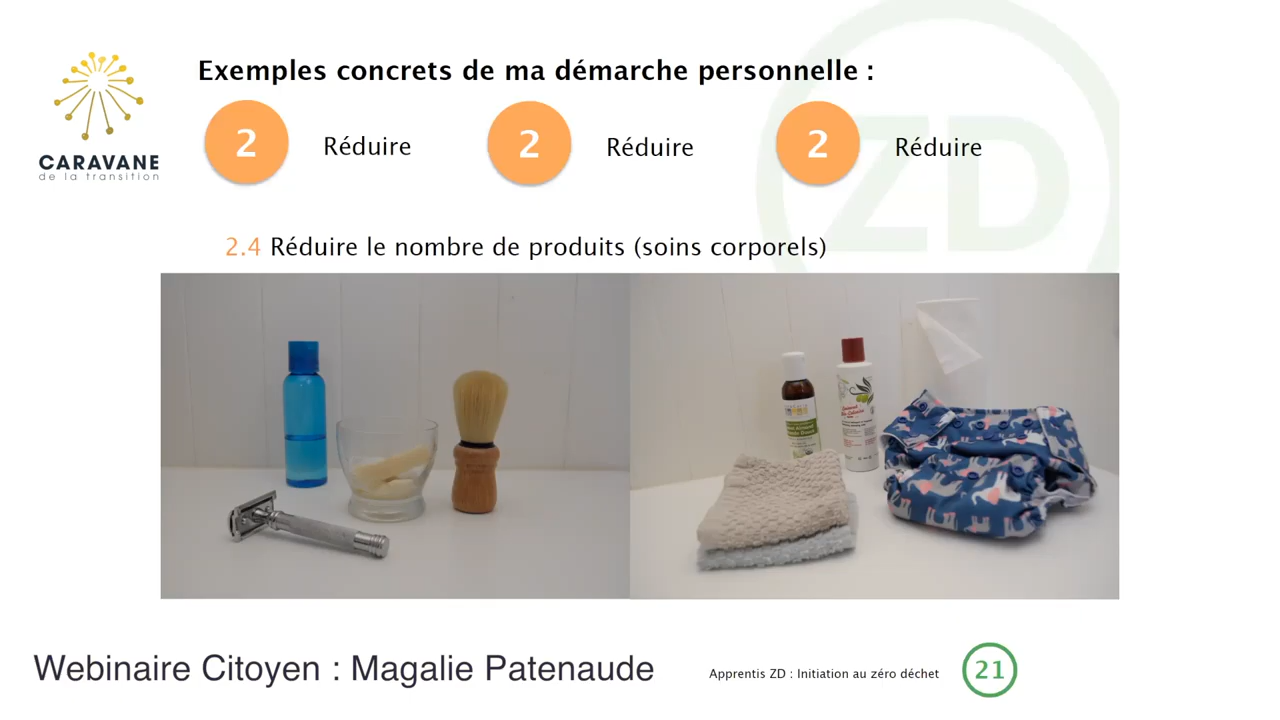 Exemples concrets de ma démarche personnelle :
CARAVANE
de la transition
2 Réduire 2 Réduire 2 Réduire
ZD
2.4 Réduire le nombre de produits (soins corporels)
Webinaire Citoyen : Magalie Patenaude
Apprentis ZD : Initiation au zéro déchet
21